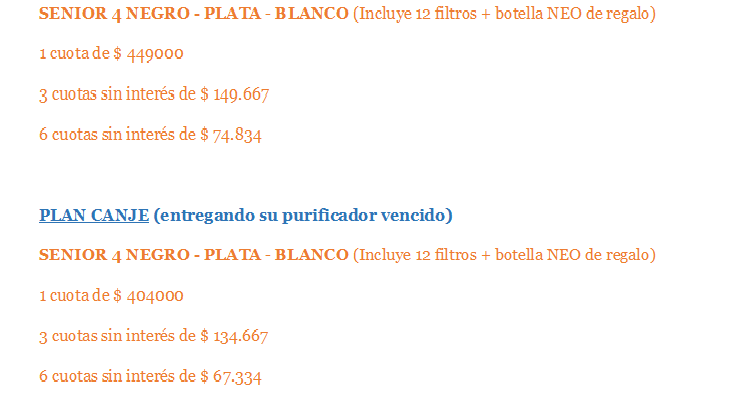 SENIOR 4 NEGRO - PLATA - BLANCO (Incluye 12 filtros + botella NEO de regalo)
1 cuota de $ 449000
3 cuotas sin interés de $ 149.667
6 cuotas sin interés de $ 74.834
PLAN CANJE (entregando su purificador vencido)
SENIOR 4 NEGRO - PLATA - BLANCO (Incluye 12 filtros + botella NEO de regalo)
1 cuota de $ 404000
3 cuotas sin interés de $ 134.667
6 cuotas sin interés de $ 67.334